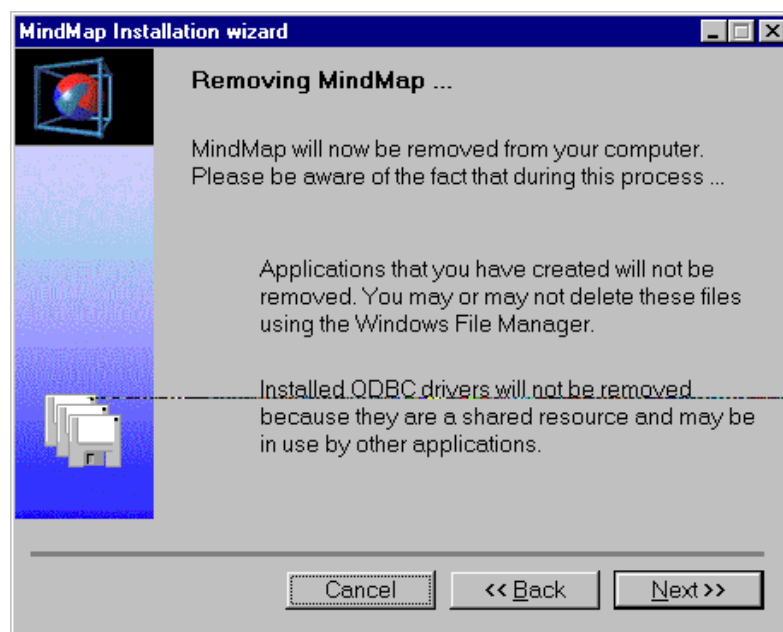 MindMap Installation wizard
Removing MindMap ...
MindMap will now be removed from your computer.
Please be aware of the fact that during this process ...
Applications that you have created will not be
removed. You may or may not delete these files
using the Windows File Manager.
Installed ODBC drivers will not be removed
because they are a shared resource and may be
in use by other applications.
Cancel
<< Back
Next >>